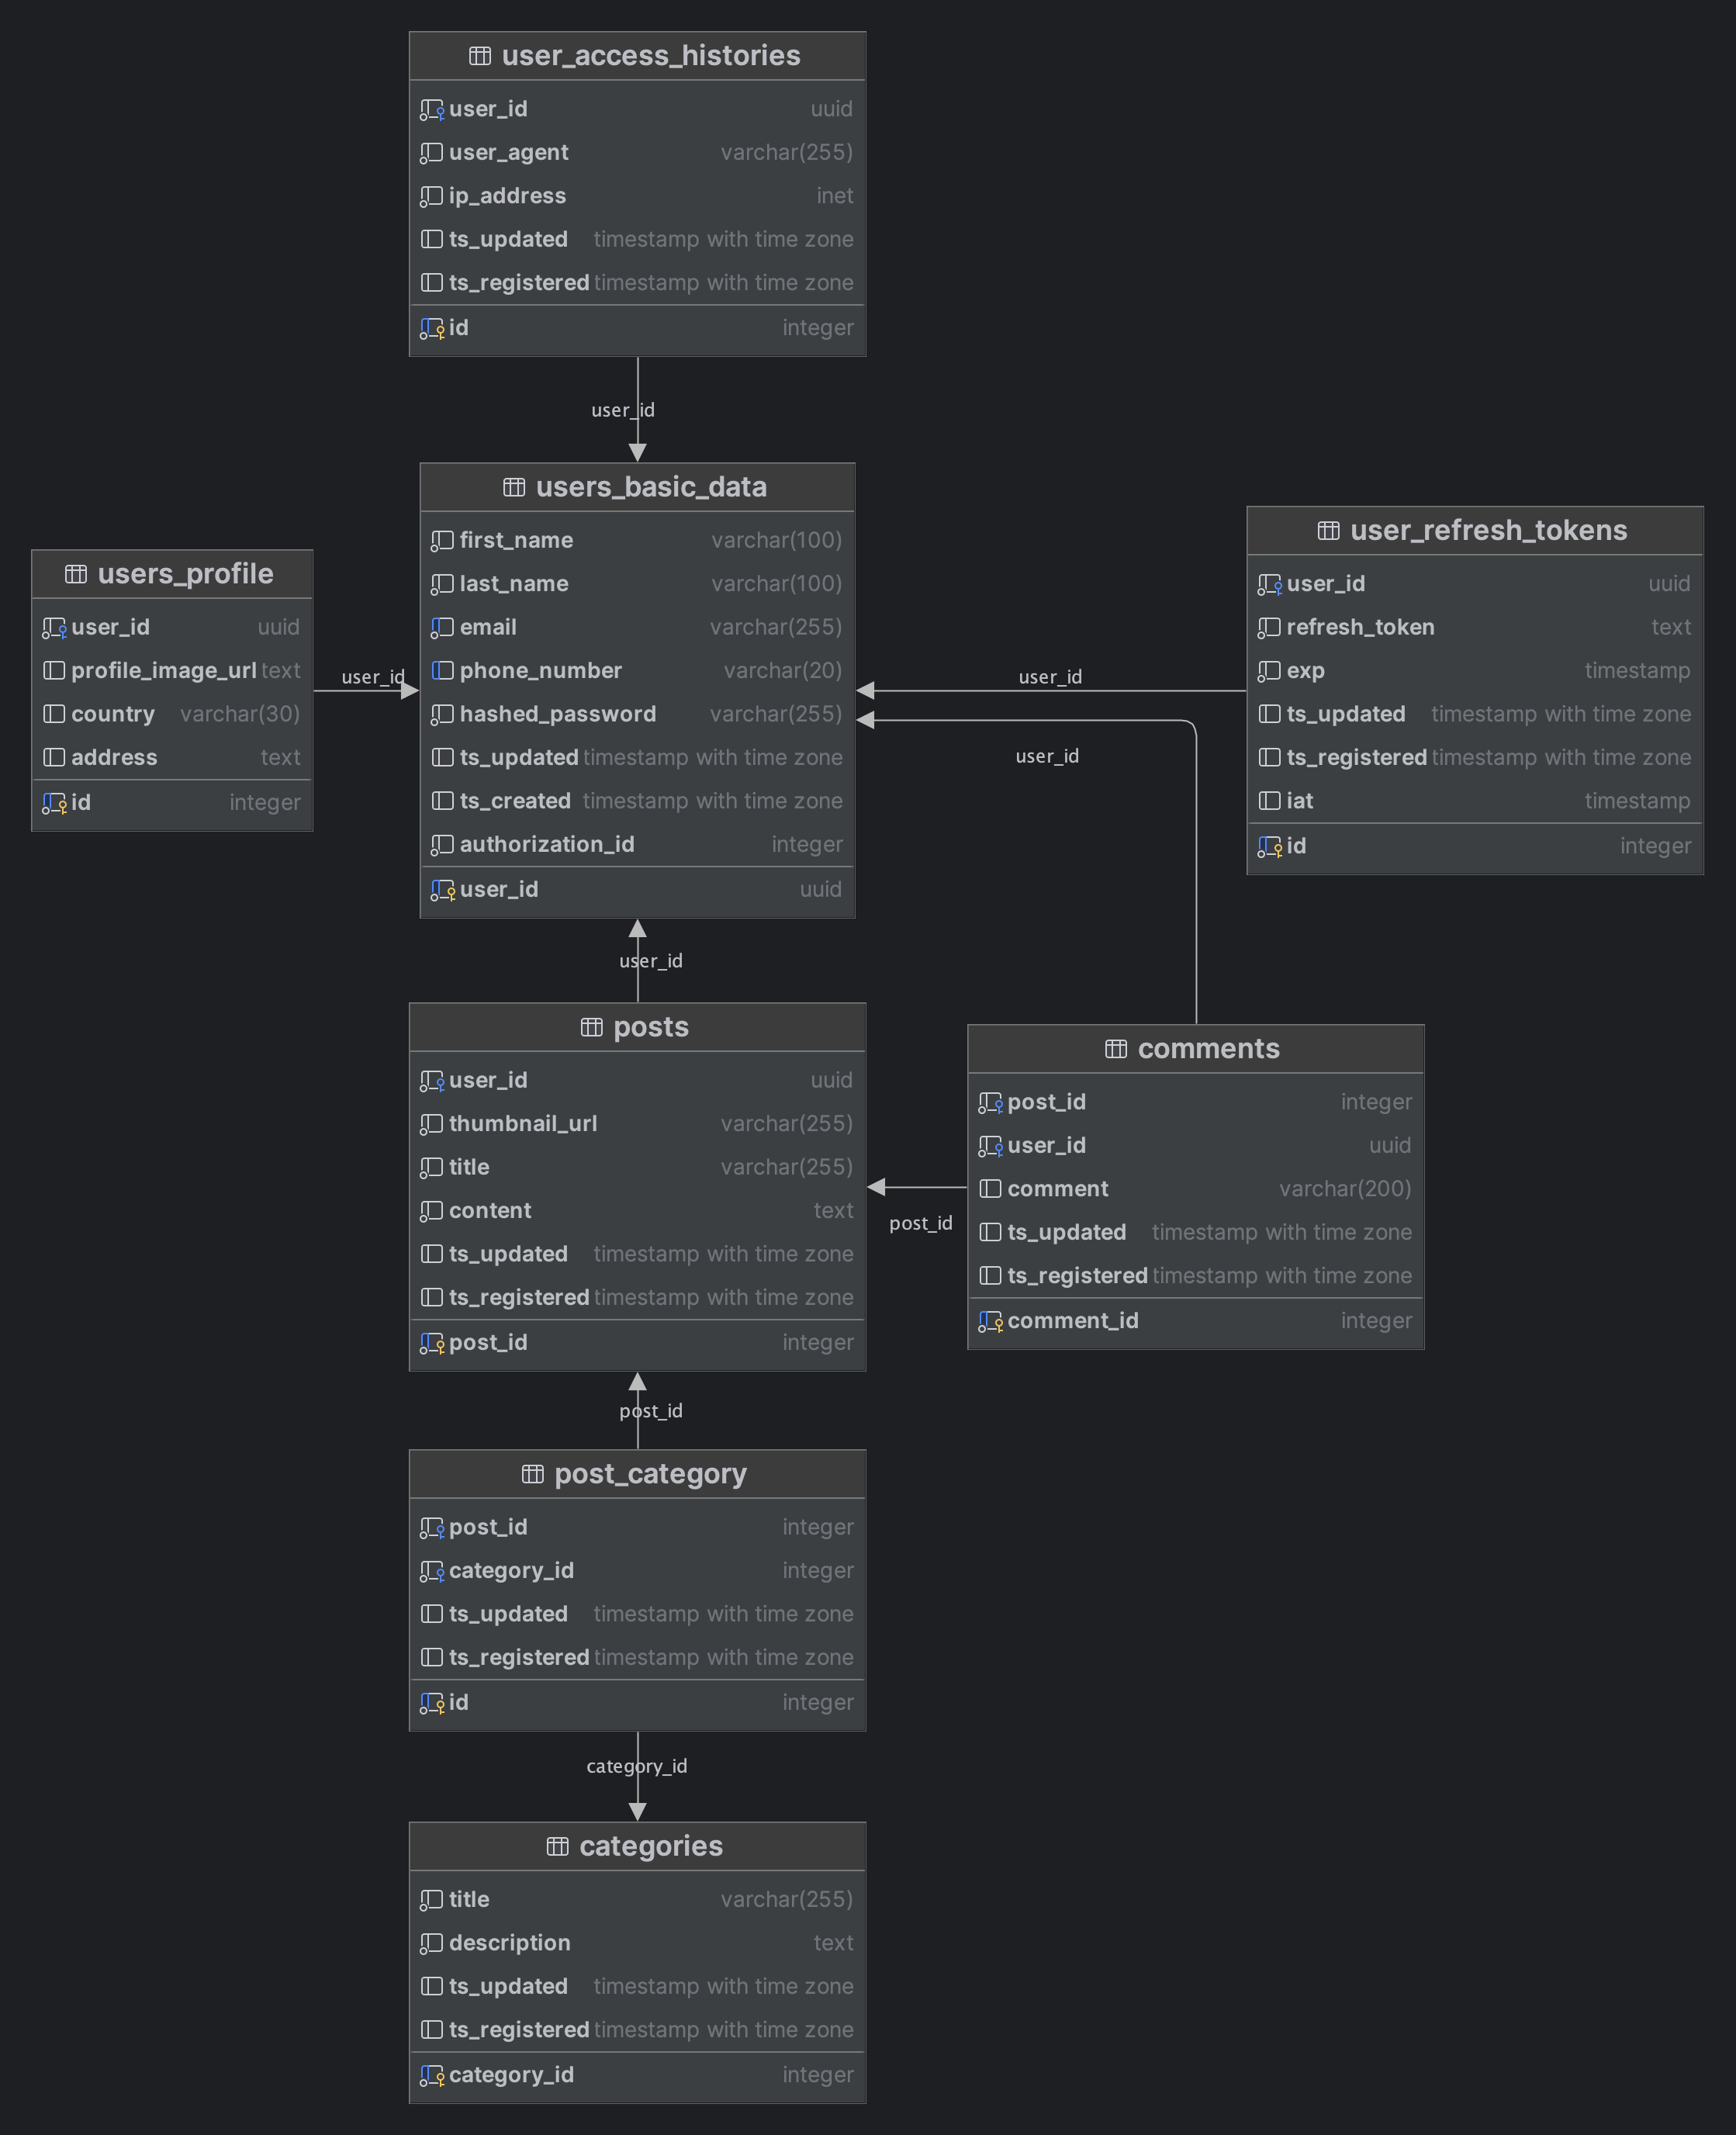 user_access_histories
user_id uuid
user_agent varchar(255)
ip_address inet
ts_updated timestamp with time zone
ts_registered timestamp with time zone
id integer
user_id
users_basic_data
first_name varchar(100)
last_name varchar(100)
email varchar(255)
phone_number varchar(20)
hashed_password varchar(255)
ts_updated timestamp with time zone
ts_created timestamp with time zone
authorization_id integer
user_id uuid
users_profile
user_id uuid
profile_image_url text
country varchar(30)
address text
id integer
user_id
user_refresh_tokens
user_id uuid
refresh_token text
exp timestamp
ts_updated timestamp with time zone
ts_registered timestamp with time zone
iat timestamp
id integer
user_id
user_id
user_id
posts
user_id uuid
thumbnail_url varchar(255)
title varchar(255)
content text
ts_updated timestamp with time zone
ts_registered timestamp with time zone
post_id integer
comments
post_id integer
user_id uuid
comment varchar(200)
ts_updated timestamp with time zone
ts_registered timestamp with time zone
comment_id integer
post_id
post_id
post_category
post_id integer
category_id integer
ts_updated timestamp with time zone
ts_registered timestamp with time zone
id integer
category_id
categories
title varchar(255)
description text
ts_updated timestamp with time zone
ts_registered timestamp with time zone
category_id integer